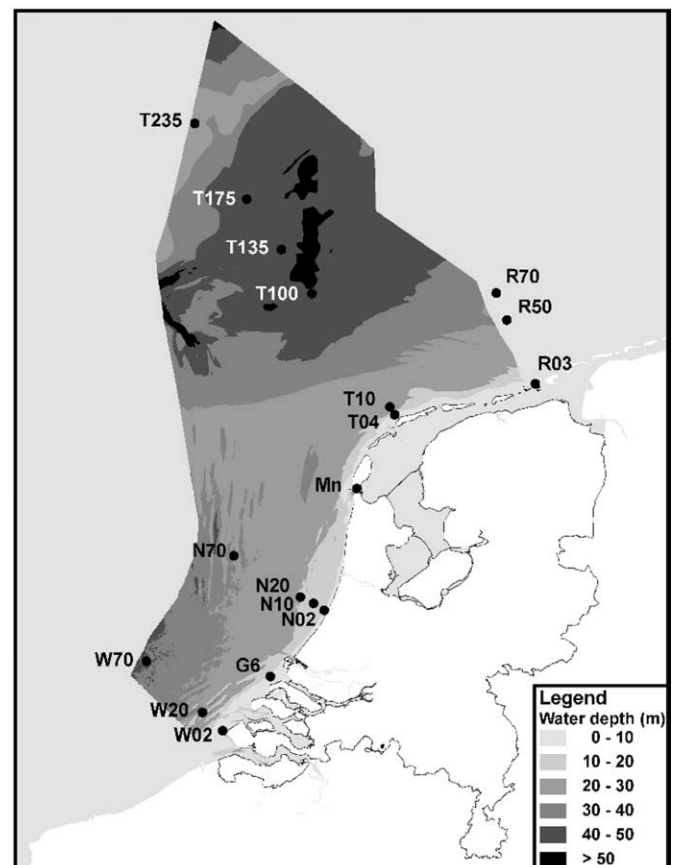 T235
T175
T135
T100
R70
R50
R03
T10
T04
Mn
N70
N20
N10
N02
W70
G6
W20
W02
Legend
Water depth (m)
0 - 10
10 - 20
20 - 30
30 - 40
40 - 50
> 50